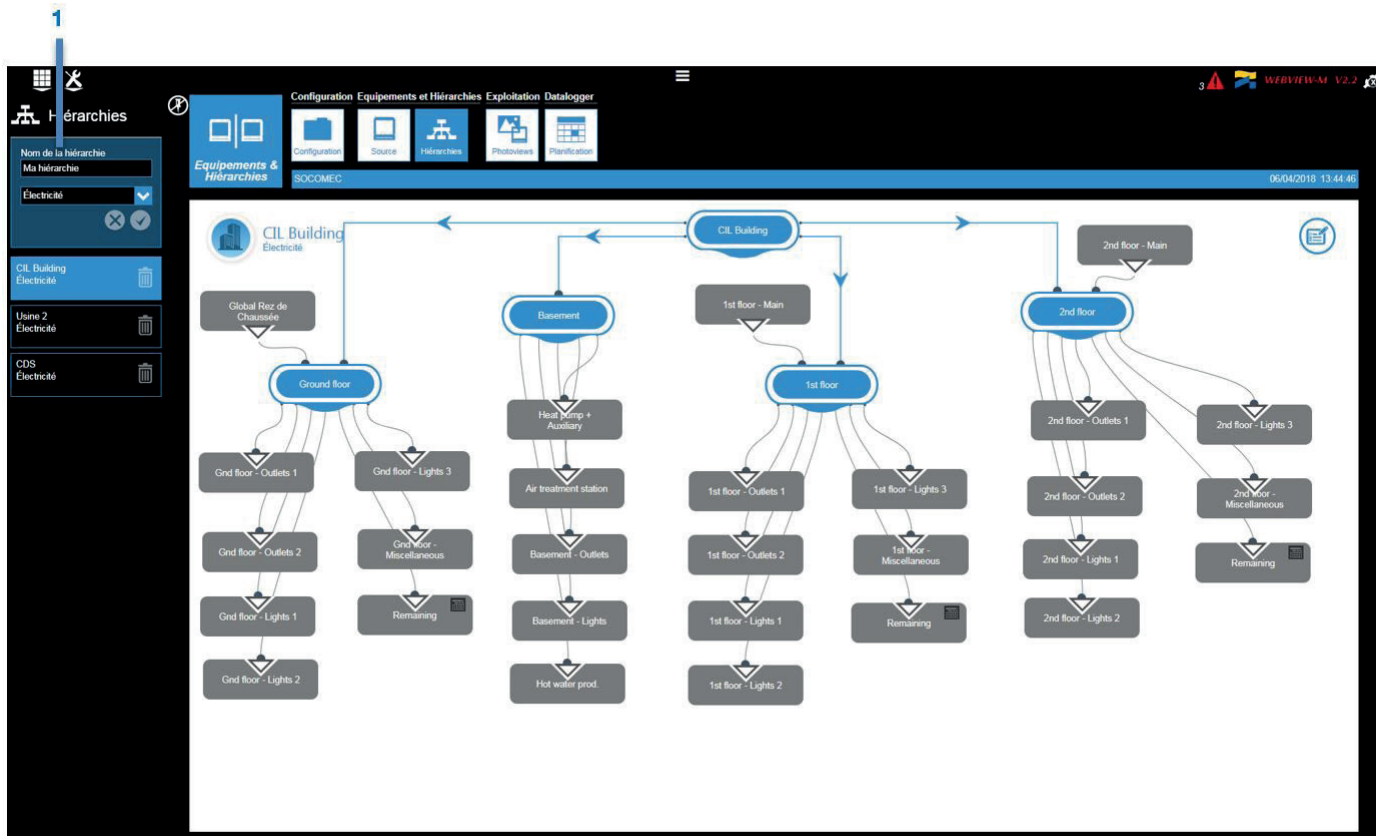 1
Hiérarchies
Nom de la hiérarchie
Ma hiérarchie
Électricité
CIL Building
Électricité
Usine 2
Électricité
CDS
Électricité
Configuration Equipements et Hiérarchies Exploitation Datalogger
Equipements &
Hiérarchies
Configuration
Source
Hiérarchies
Photoviews
Planification
3
WEBVIEW-M V2.2
SOCOMEC
06/04/2018 13:44:46
CIL Building
Électricité
CIL Building
2nd floor - Main
Global Rez de
Chaussée
Basement
1st floor - Main
2nd floor
Ground floor
1st floor
Heat pump +
Auxiliary
2nd floor - Outlets 1
2nd floor - Lights 3
Gnd floor - Outlets 1
Gnd floor - Lights 3
Air treatment station
1st floor - Outlets 1
1st floor - Lights 3
2nd floor - Outlets 2
2nd floor -
Miscellaneous
Gnd floor - Outlets 2
Gnd floor -
Miscellaneous
Basement - Outlets
1st floor - Outlets 2
1st floor -
Miscellaneous
2nd floor - Lights 1
Remaining
Gnd floor - Lights 1
Remaining
Basement - Lights
1st floor - Lights 1
Remaining
2nd floor - Lights 2
Gnd floor - Lights 2
Hot water prod.
1st floor - Lights 2